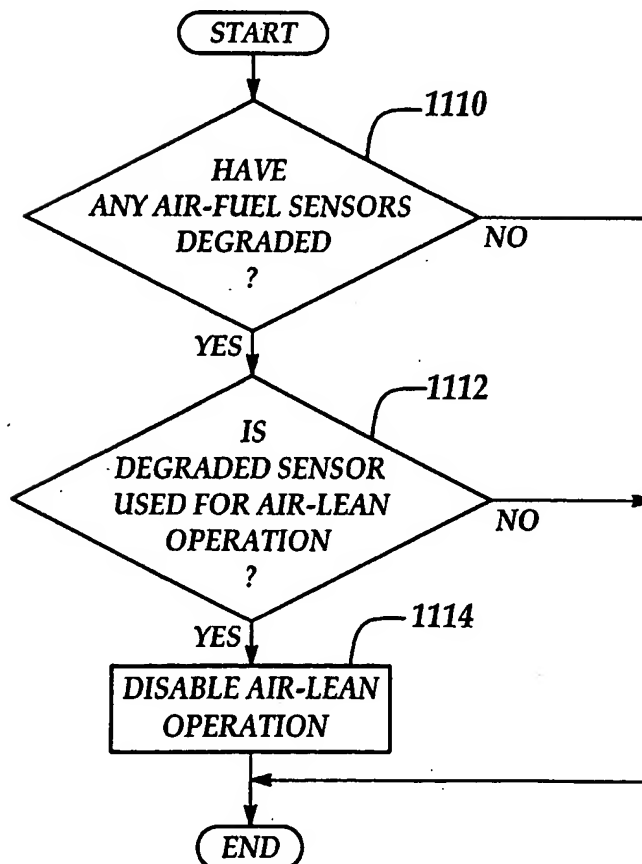 START
1110
HAVE
ANY AIR-FUEL SENSORS
DEGRADED
?
NO
YES
1112
IS
DEGRADED SENSOR
USED FOR AIR-LEAN
OPERATION
?
NO
YES
1114
DISABLE AIR-LEAN
OPERATION
END